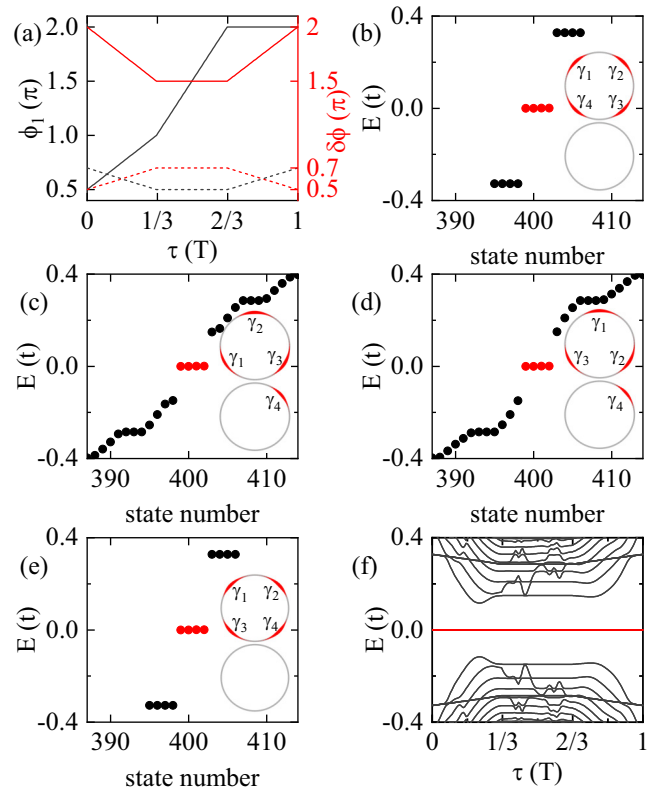 (a)
2.0
1.5
1.0
0.5
ϕ₁ (π)
2
1.5
0.7
0.5
δϕ (π)
0 1/3 2/3 1
τ (T)
(b)
0.4
0.0
-0.4
E (t)
γ₁ γ₂
γ₄ γ₃
390 400 410
state number
(c)
0.4
0.0
-0.4
E (t)
γ₂
γ₁ γ₃
γ₄
390 400 410
state number
(d)
0.4
0.0
-0.4
E (t)
γ₁
γ₃ γ₂
γ₄
390 400 410
state number
(e)
0.4
0.0
-0.4
E (t)
γ₁ γ₂
γ₃ γ₄
390 400 410
state number
(f)
0.4
0.0
-0.4
E (t)
0 1/3 2/3 1
τ (T)